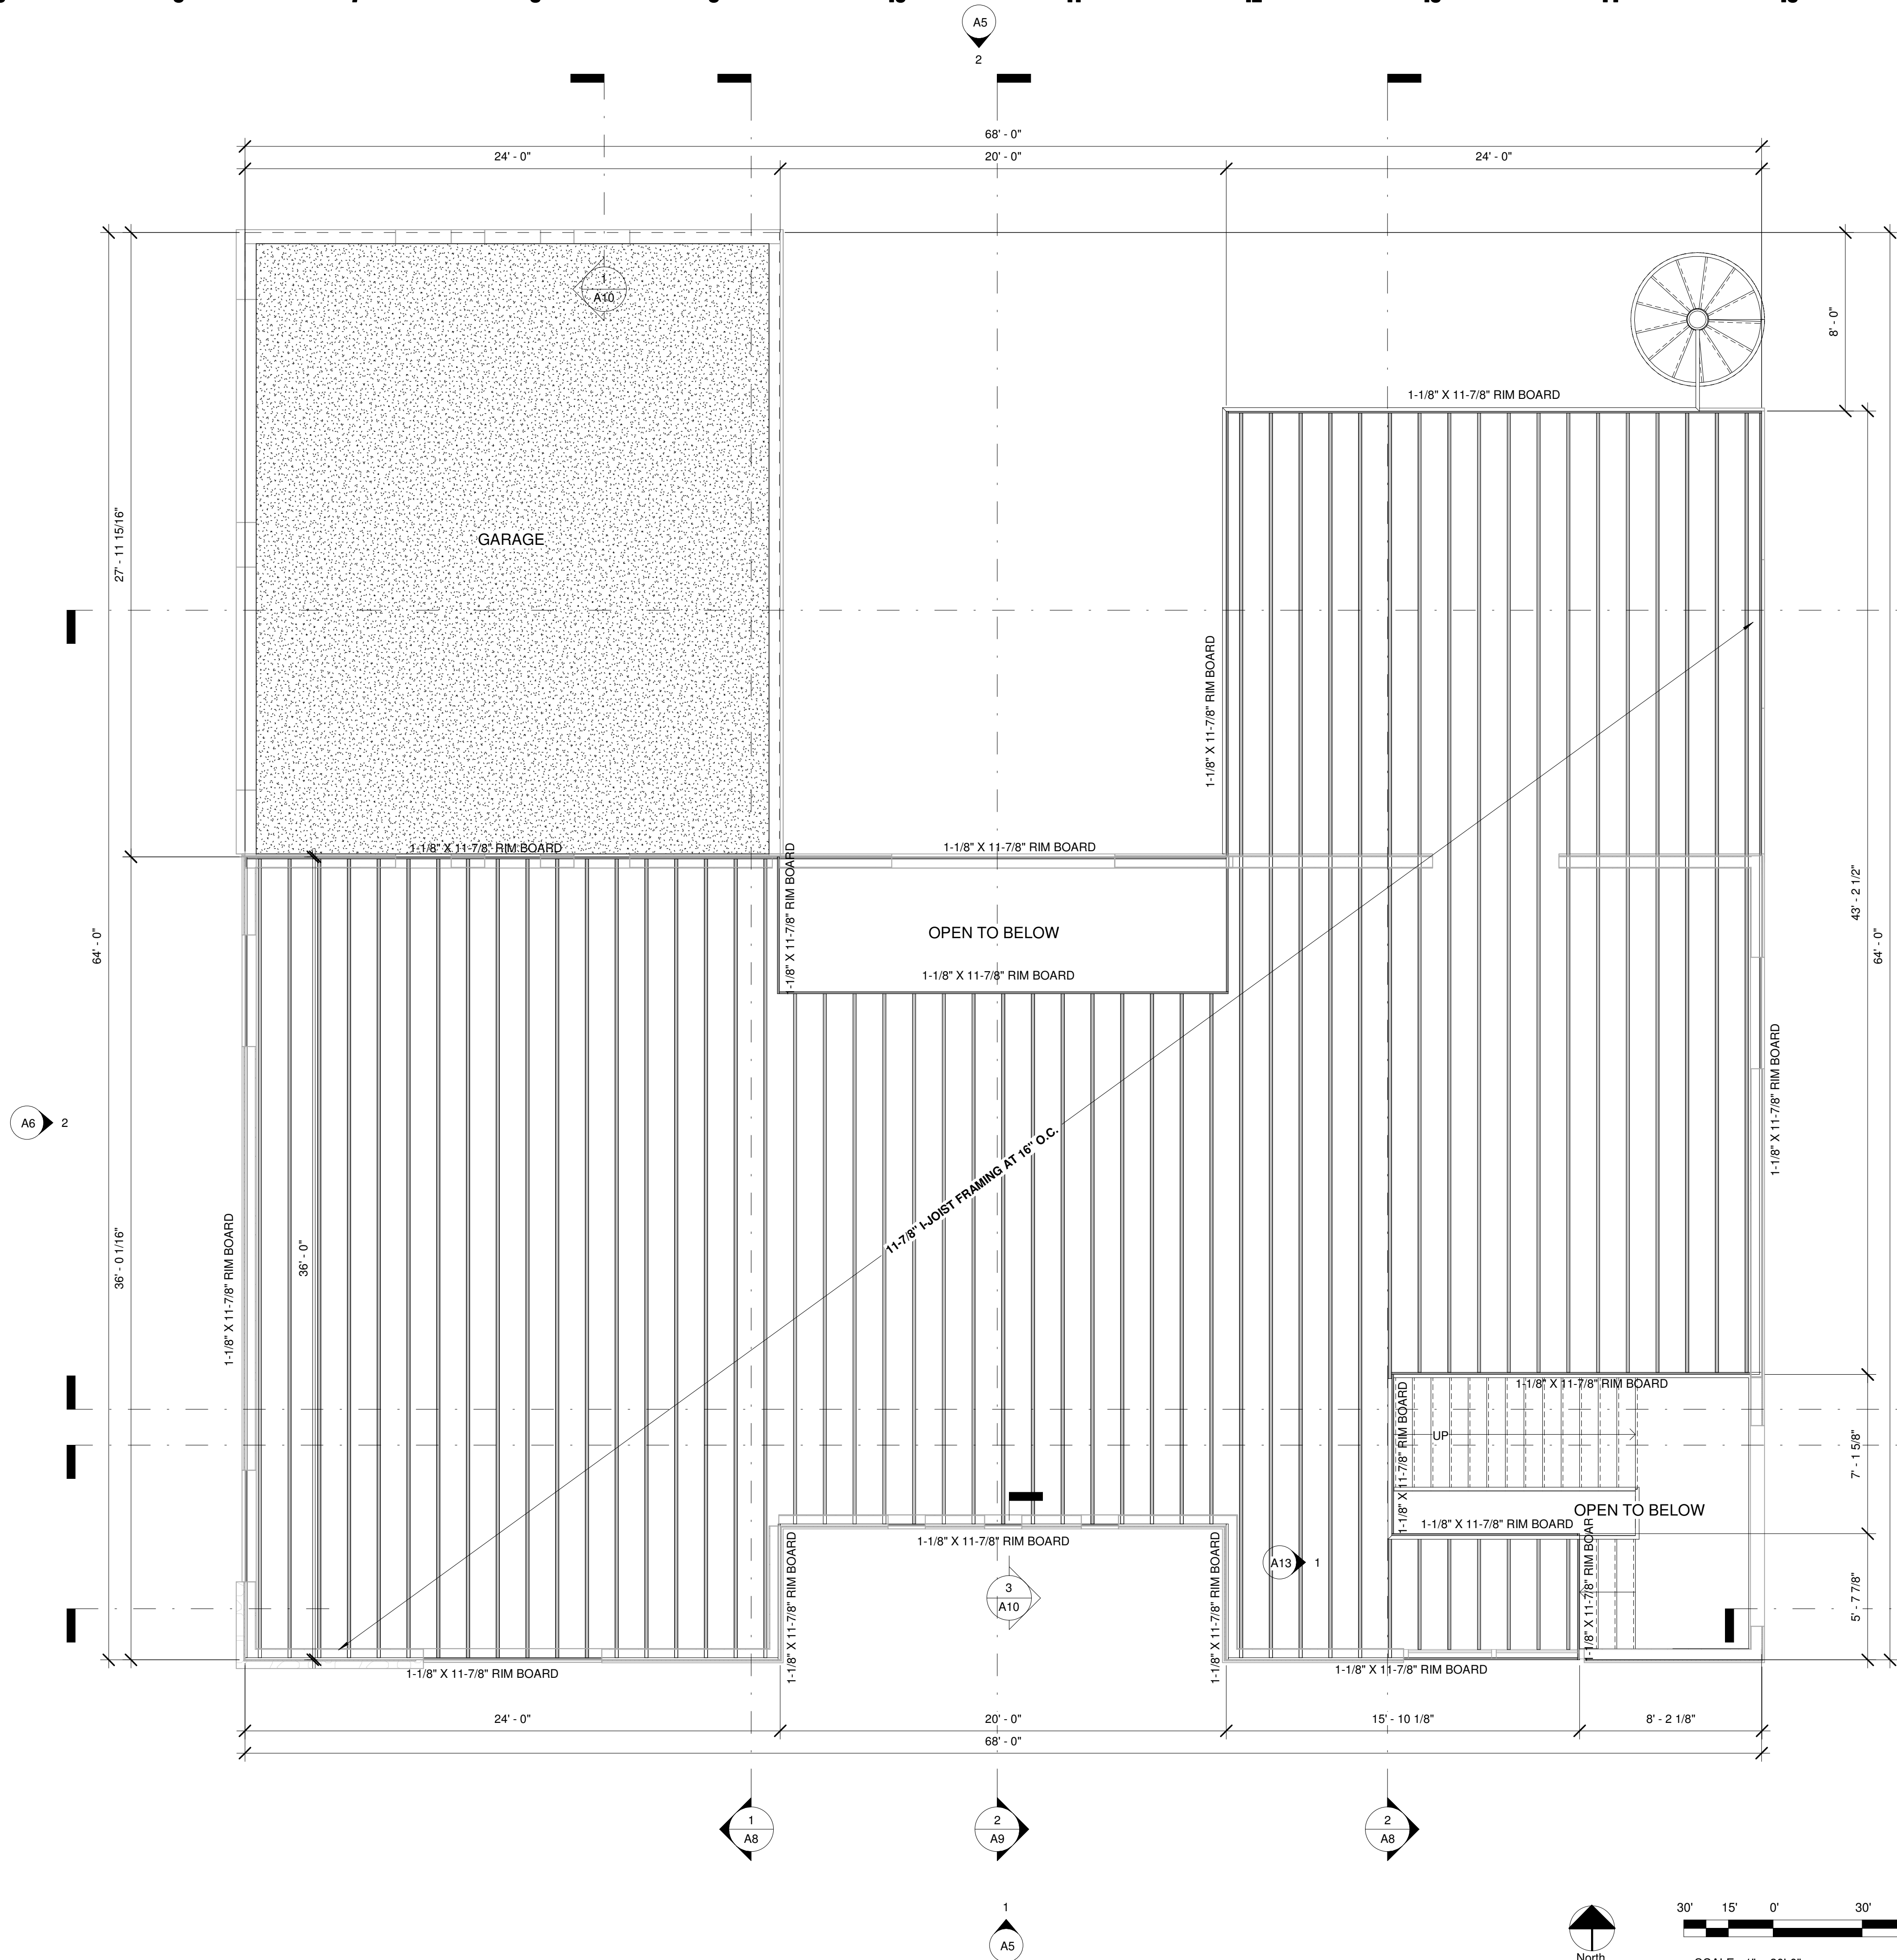 A5
2
68' - 0"
24' - 0"
20' - 0"
24' - 0"
1
A10
8' - 0"
1-1/8" X 11-7/8" RIM BOARD
27' - 11 15/16"
GARAGE
1-1/8" X 11-7/8" RIM BOARD
1-1/8" X 11-7/8" RIM BOARD
1-1/8" X 11-7/8" RIM BOARD
1-1/8" X 11-7/8" RIM BOARD
64' - 0"
OPEN TO BELOW
43' - 2 1/2"
64' - 0"
1-1/8" X 11-7/8" RIM BOARD
A6
2
1-1/8" X 11-7/8" RIM BOARD
11-7/8" I-JOIST FRAMING AT 16" O.C.
36' - 0 1/16"
36' - 0"
1-1/8" X 11-7/8" RIM BOARD
1-1/8" X 11-7/8" RIM BOARD
1-1/8" X 11-7/8" RIM BOARD
UP
7' - 1 5/8"
OPEN TO BELOW
1-1/8" X 11-7/8" RIM BOARD
1-1/8" X 11-7/8" RIM BOARD
1-1/8" X 11-7/8" RIM BOARD
1-1/8" X 11-7/8" RIM BOARD
1-1/8" X 11-7/8" RIM BOARD
A13
1
3
A10
5' - 7 7/8"
1-1/8" X 11-7/8" RIM BOARD
1-1/8" X 11-7/8" RIM BOARD
24' - 0"
20' - 0"
15' - 10 1/8"
8' - 2 1/8"
68' - 0"
1
A8
2
A9
2
A8
1
A5
North
30'
15'
0'
30'